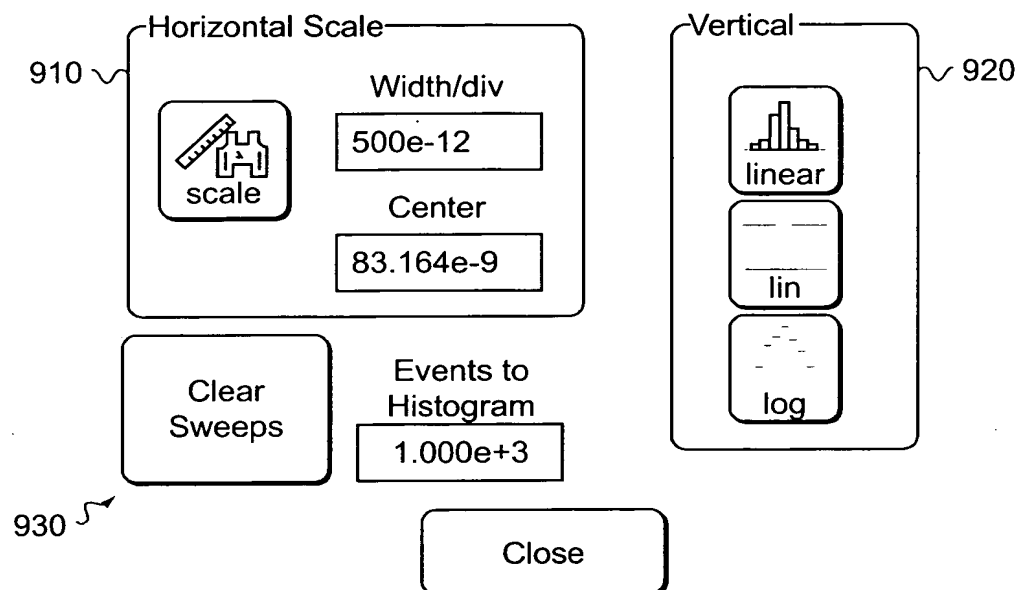 Horizontal Scale
Vertical
910
920
Width/div
500e-12
scale
Center
83.164e-9
linear
lin
log
Clear
Sweeps
Events to
Histogram
1.000e+3
930
Close